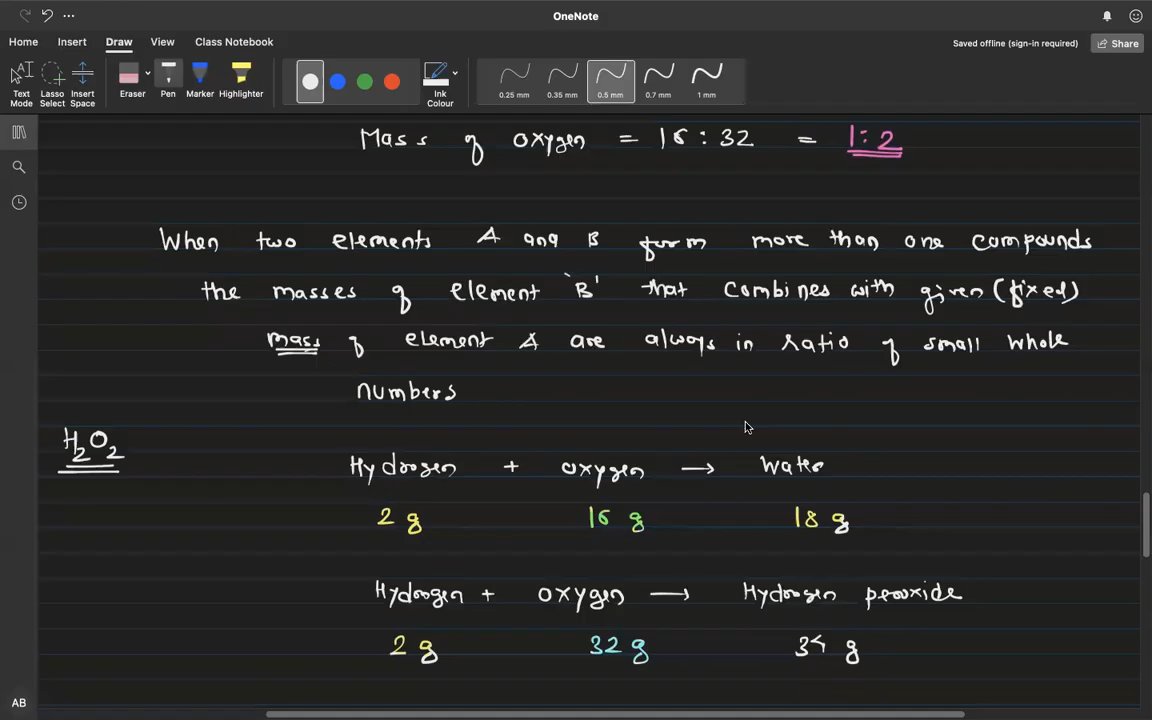 OneNote
Home Insert Draw View Class Notebook
Saved offline (sign-in required) Share
Text Mode Lasso Select Insert Space Eraser Pen Marker Highlighter Ink Colour 0.25 mm 0.35 mm 0.5 mm 0.7 mm 1 mm
Mass of oxygen = 16 : 32 = 1:2
When two elements A and B form more than one compounds
the masses of element `B' that combines with given (fixed)
mass of element A are always in ratio of small whole
numbers
H₂O₂
Hydrogen + oxygen → Water
2 g 16 g 18 g
Hydrogen + oxygen → Hydrogen peroxide
2 g 32 g 34 g
AB